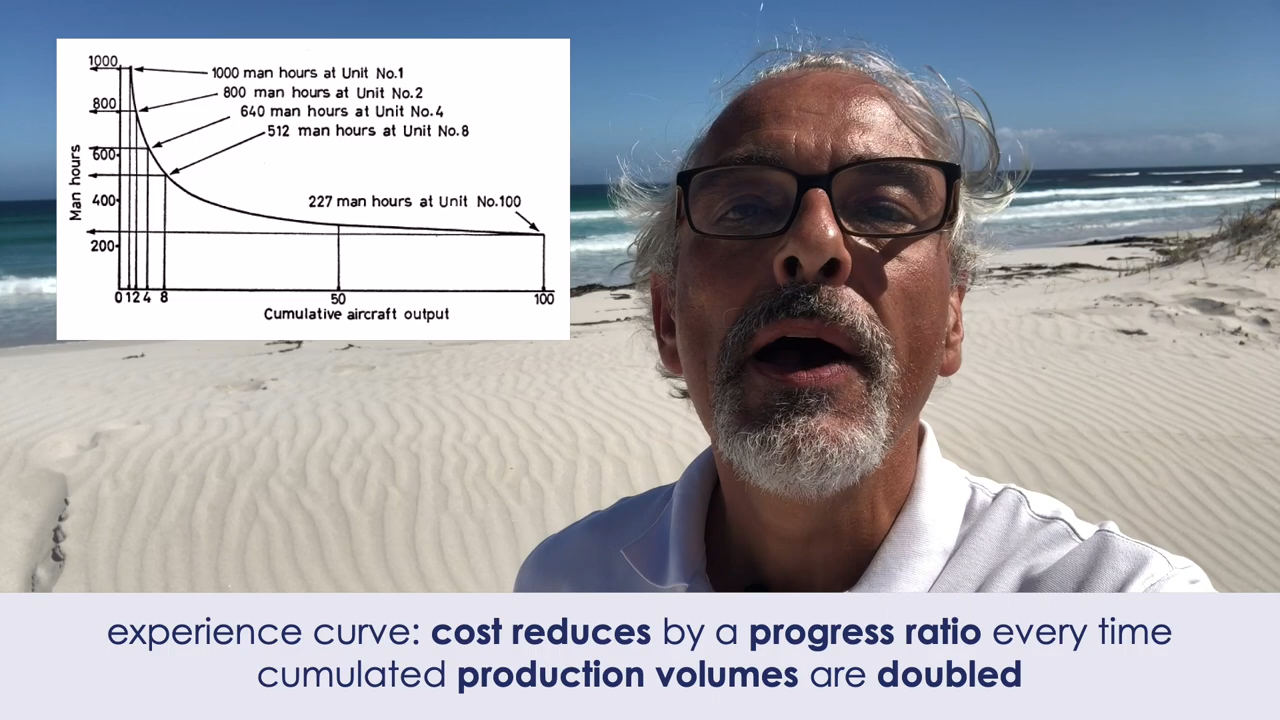 1000
1000 man hours at Unit No.1
800 man hours at Unit No.2
800
640 man hours at Unit No.4
512 man hours at Unit No.8
600
Man hours
400
227 man hours at Unit No.100
200
0 1 2 4 8 50 100
Cumulative aircraft output
experience curve: cost reduces by a progress ratio every time
cumulated production volumes are doubled